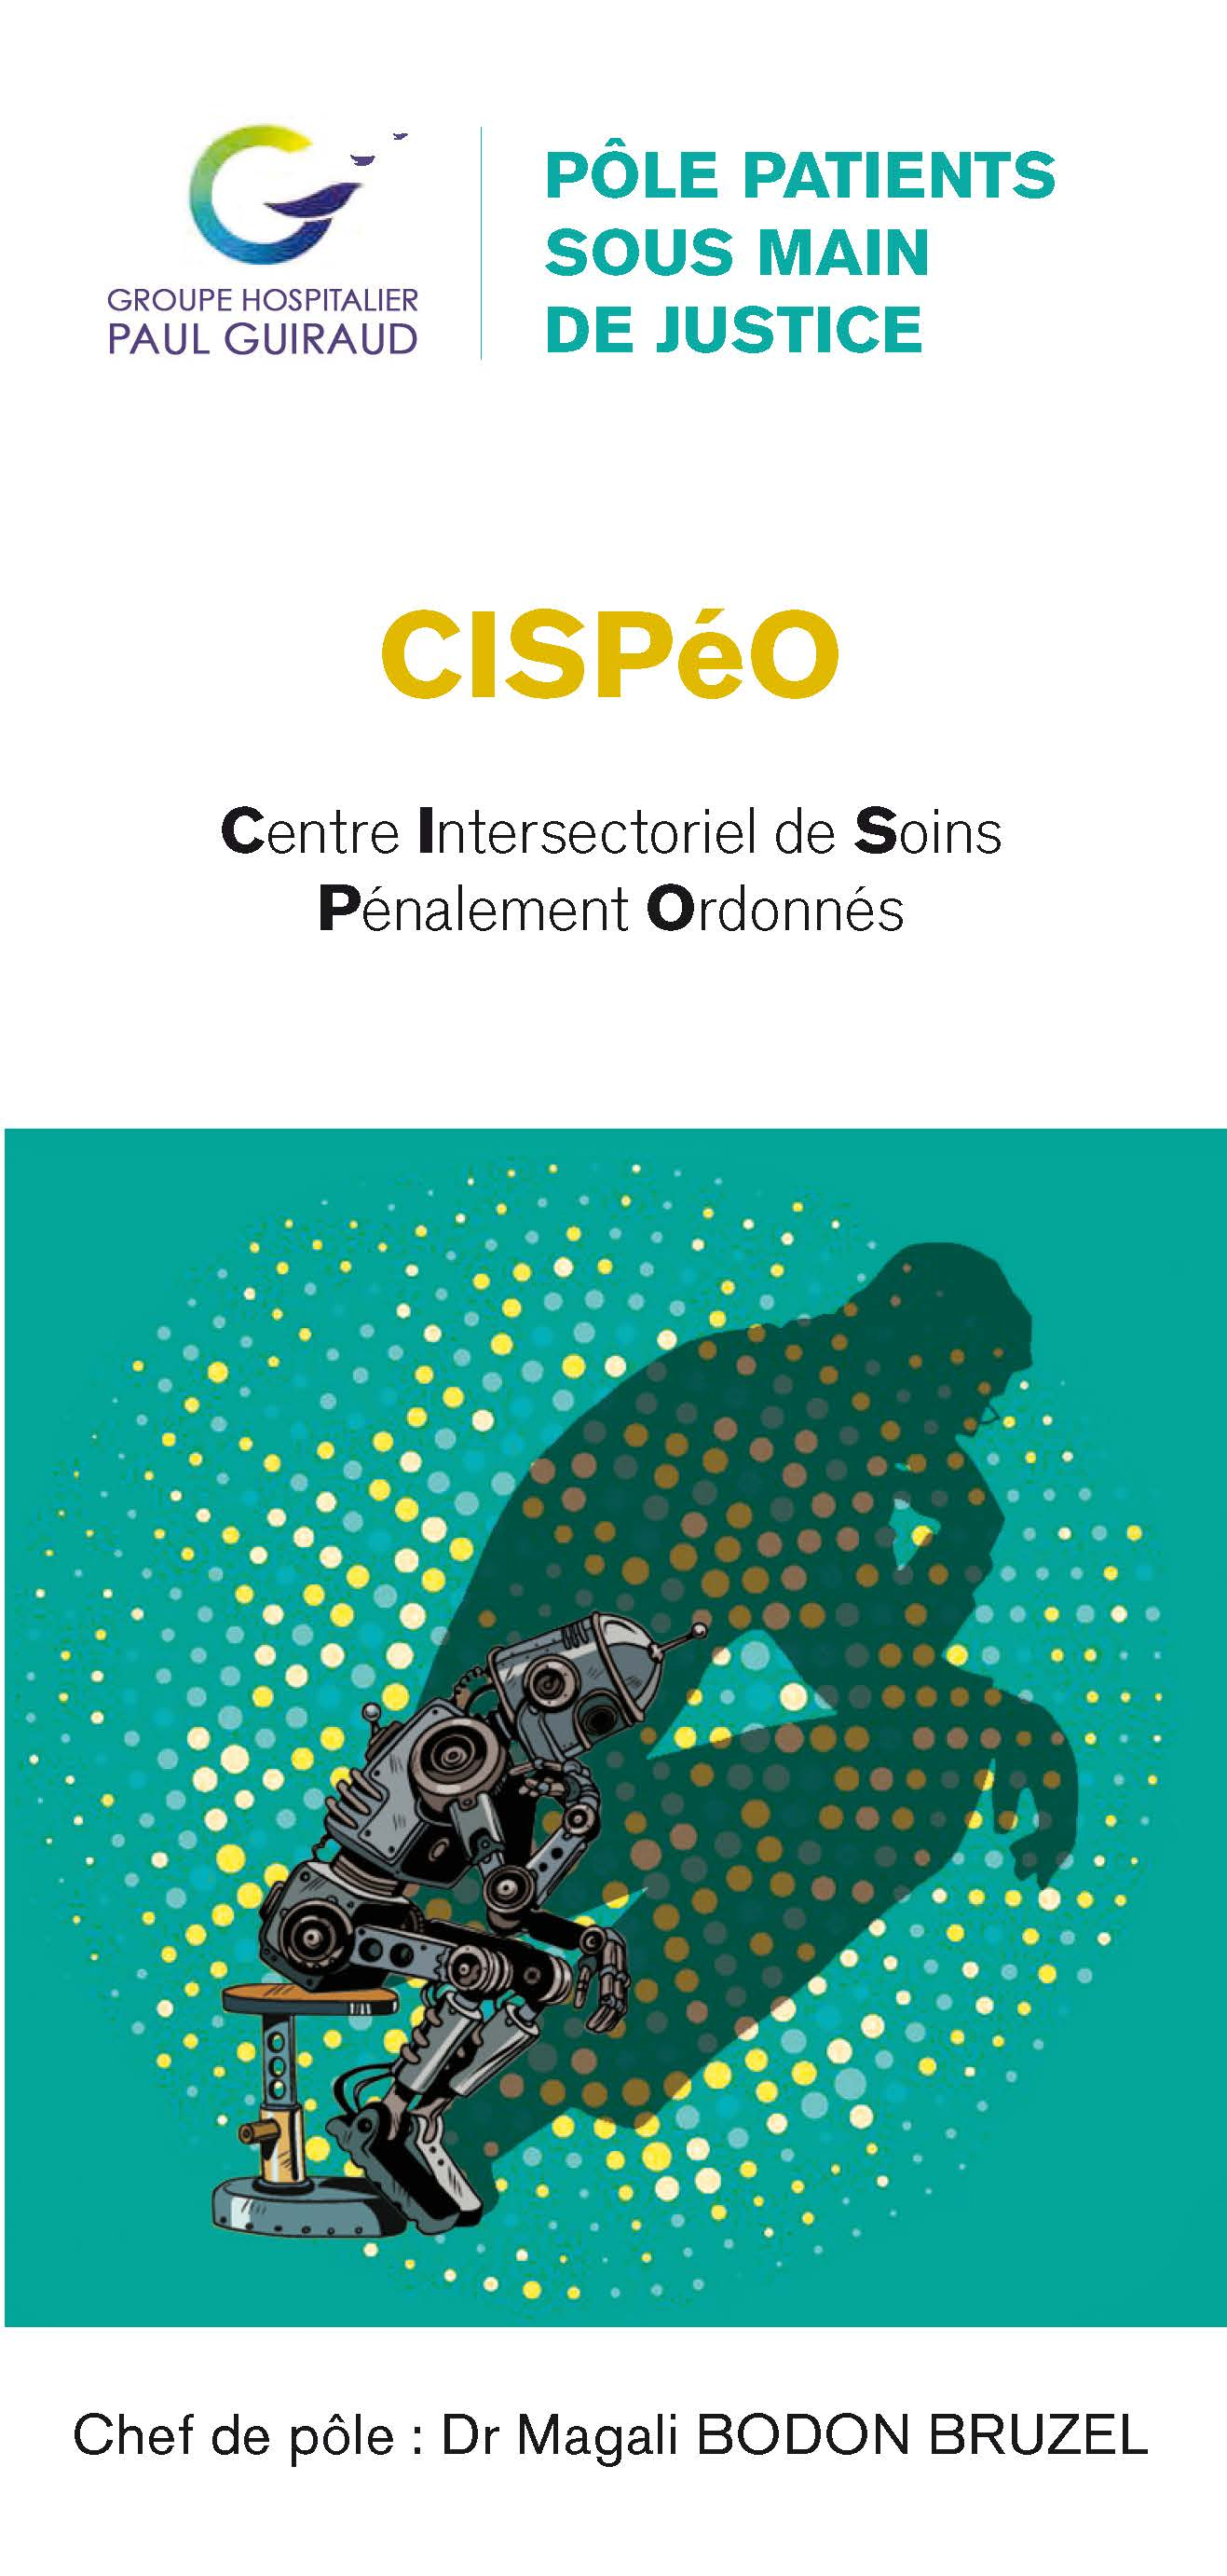 GROUPE HOSPITALIER
PAUL GUIRAUD
PÔLE PATIENTS
SOUS MAIN
DE JUSTICE
CISPéO
Centre Intersectoriel de Soins
Pénalement Ordonnés
Chef de pôle : Dr Magali BODON BRUZEL